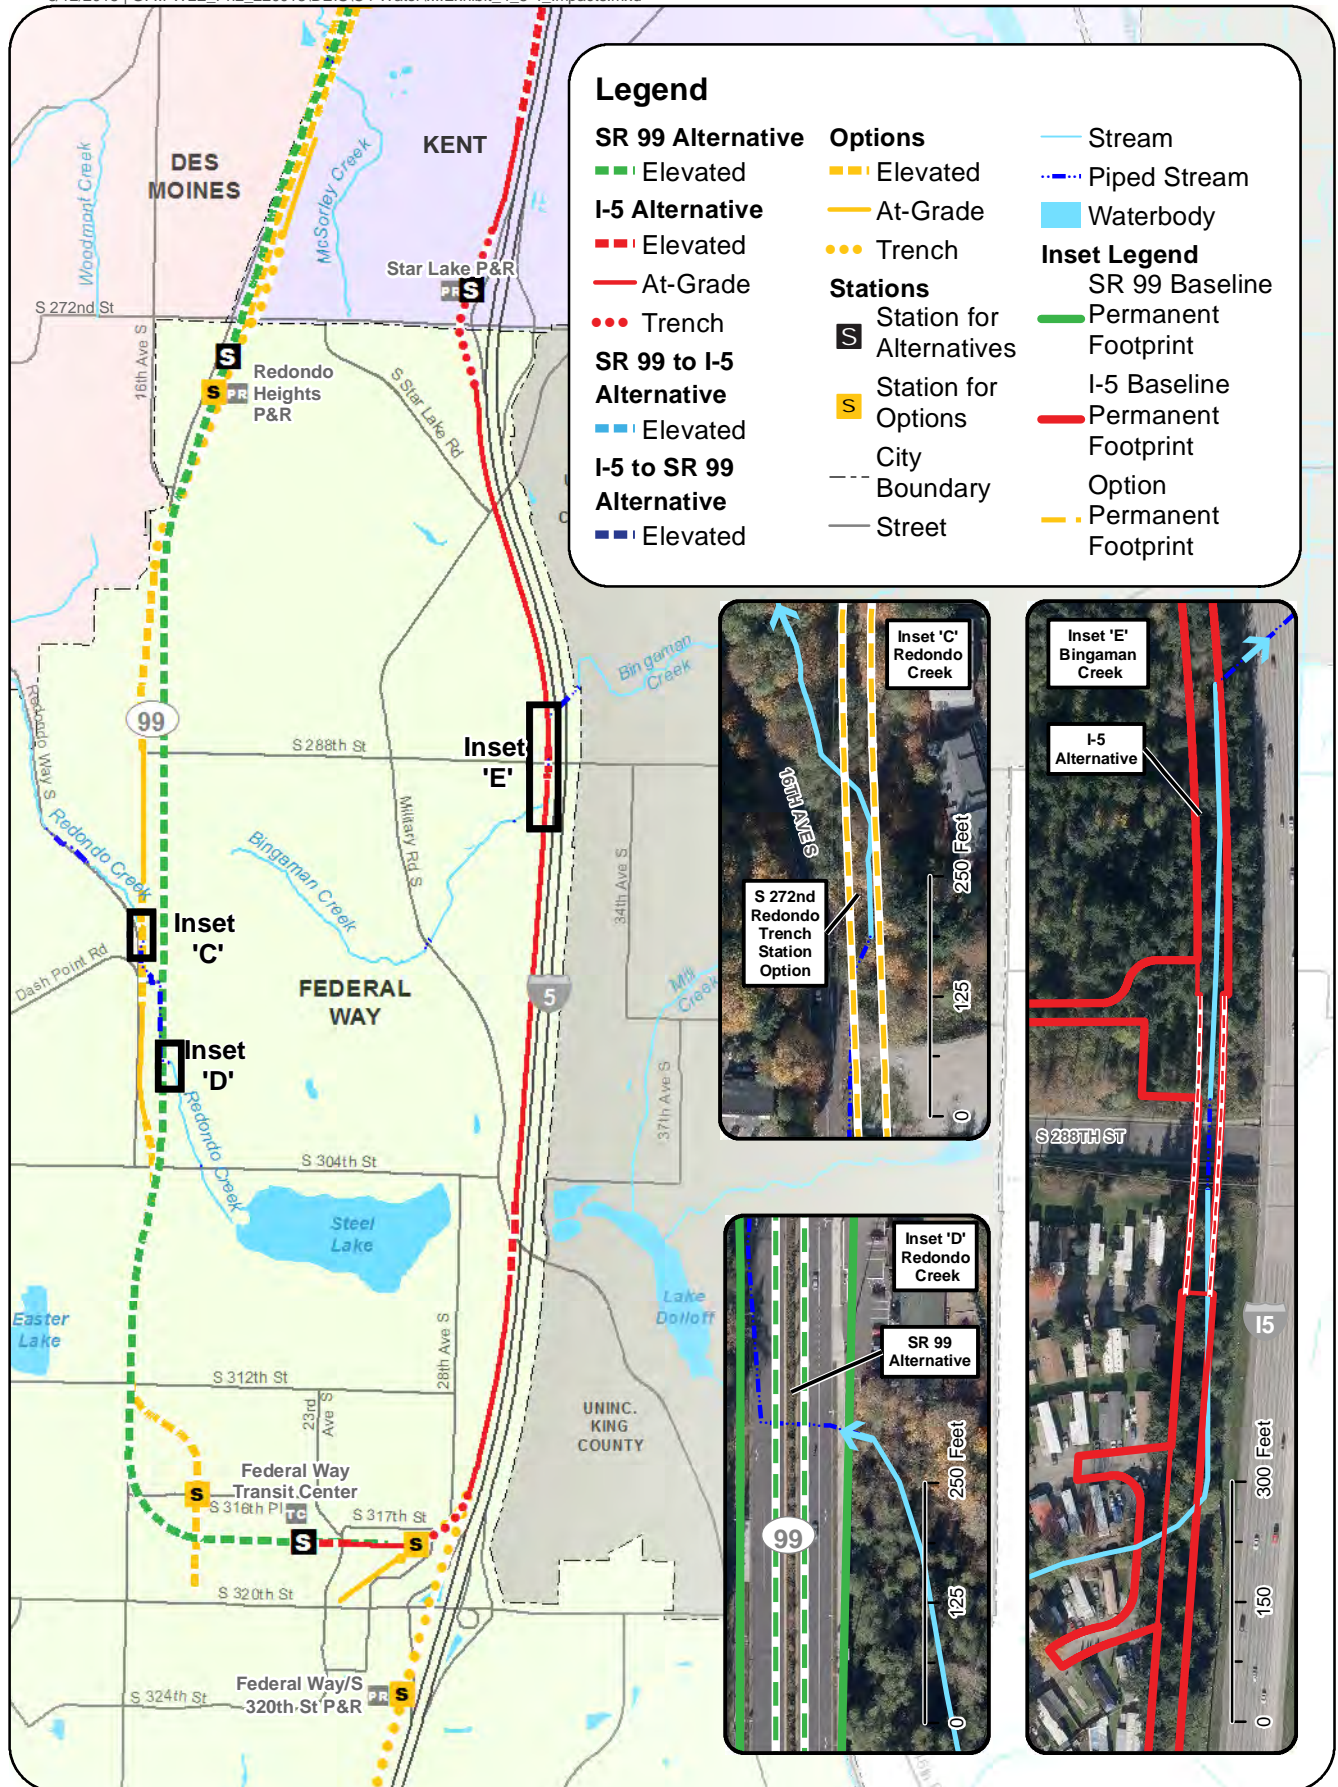 Legend
SR 99 Alternative
Elevated
I-5 Alternative
Elevated
At-Grade
Trench
SR 99 to I-5
Alternative
Elevated
I-5 to SR 99
Alternative
Elevated
Options
Elevated
At-Grade
Trench
Stations
S
Station for
Alternatives
S
Station for
Options
City
Boundary
Street
Stream
Piped Stream
Waterbody
Inset Legend
SR 99 Baseline
Permanent
Footprint
I-5 Baseline
Permanent
Footprint
Option
Permanent
Footprint
DES
MOINES
KENT
Woodmont Creek
McSorley Creek
Star Lake P&R
PR
S
S 272nd St
16th Ave S
S
S
PR
Redondo
Heights
P&R
S Star Lake Rd
Bingaman
Creek
99
Redondo Way S
S 288th St
Inset
'E'
Military Rd S
Redondo Creek
Bingaman Creek
34th Ave S
Inset
'C'
Dash Point Rd
FEDERAL
WAY
5
Mill
Creek
Inset
'D'
Redondo Creek
37th Ave S
S 304th St
Steel
Lake
Easter
Lake
Lake
Dolloff
28th Ave S
S 312th St
23rd
Ave S
UNINC.
KING
COUNTY
Federal Way
Transit Center
S
S 316th Pl
TC
S 317th St
S
S
S 320th St
Federal Way/S
320th St P&R
PR
S
S 324th St
Inset 'C'
Redondo
Creek
16TH AVE S
S 272nd
Redondo
Trench
Station
Option
250 Feet
125
0
Inset 'D'
Redondo
Creek
SR 99
Alternative
99
250 Feet
125
0
Inset 'E'
Bingaman
Creek
I-5
Alternative
S 288TH ST
I5
300 Feet
150
0